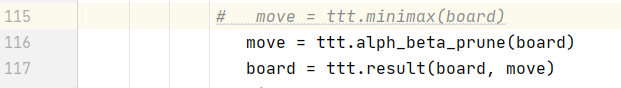 115 #   move = ttt.minimax(board)
116 move = ttt.alph_beta_prune(board)
117 board = ttt.result(board, move)